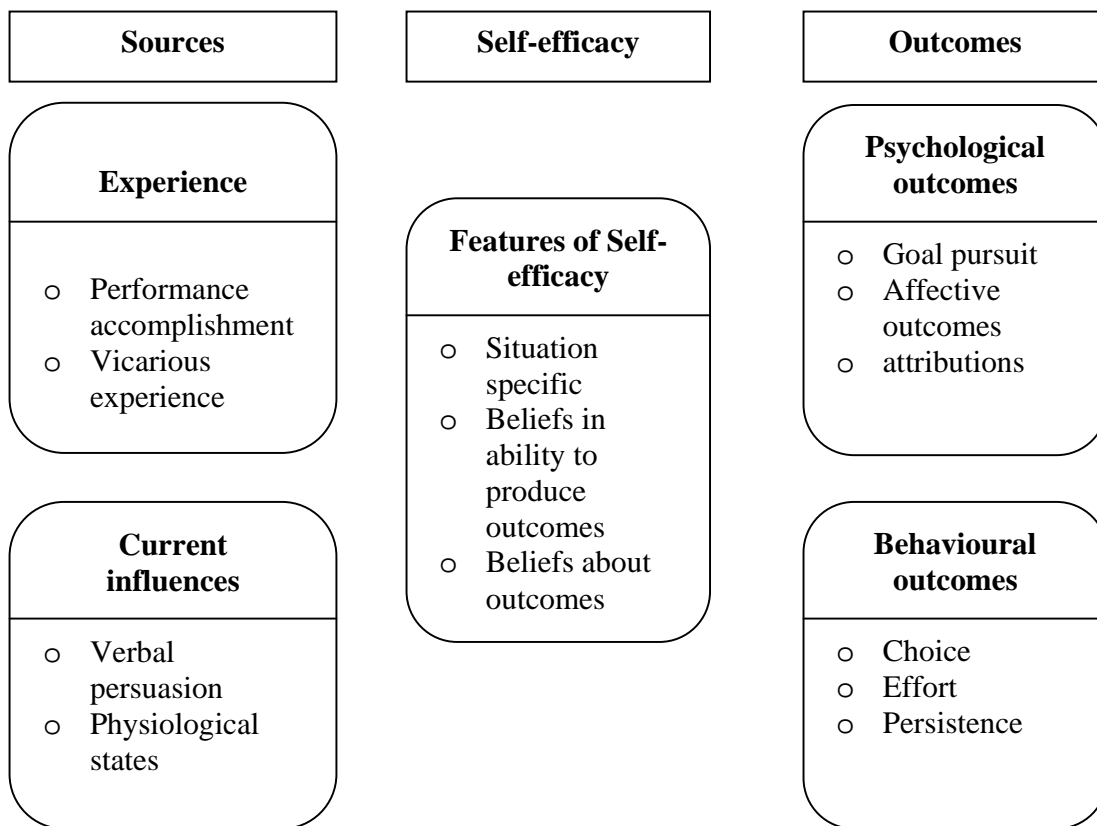 Sources
Self-efficacy
Outcomes
Experience
o Performance
accomplishment
o Vicarious
experience
Current
influences
o Verbal
persuasion
o Physiological
states
Features of Self-
efficacy
o Situation
specific
o Beliefs in
ability to
produce
outcomes
o Beliefs about
outcomes
Psychological
outcomes
o Goal pursuit
o Affective
outcomes
o attributions
Behavioural
outcomes
o Choice
o Effort
o Persistence